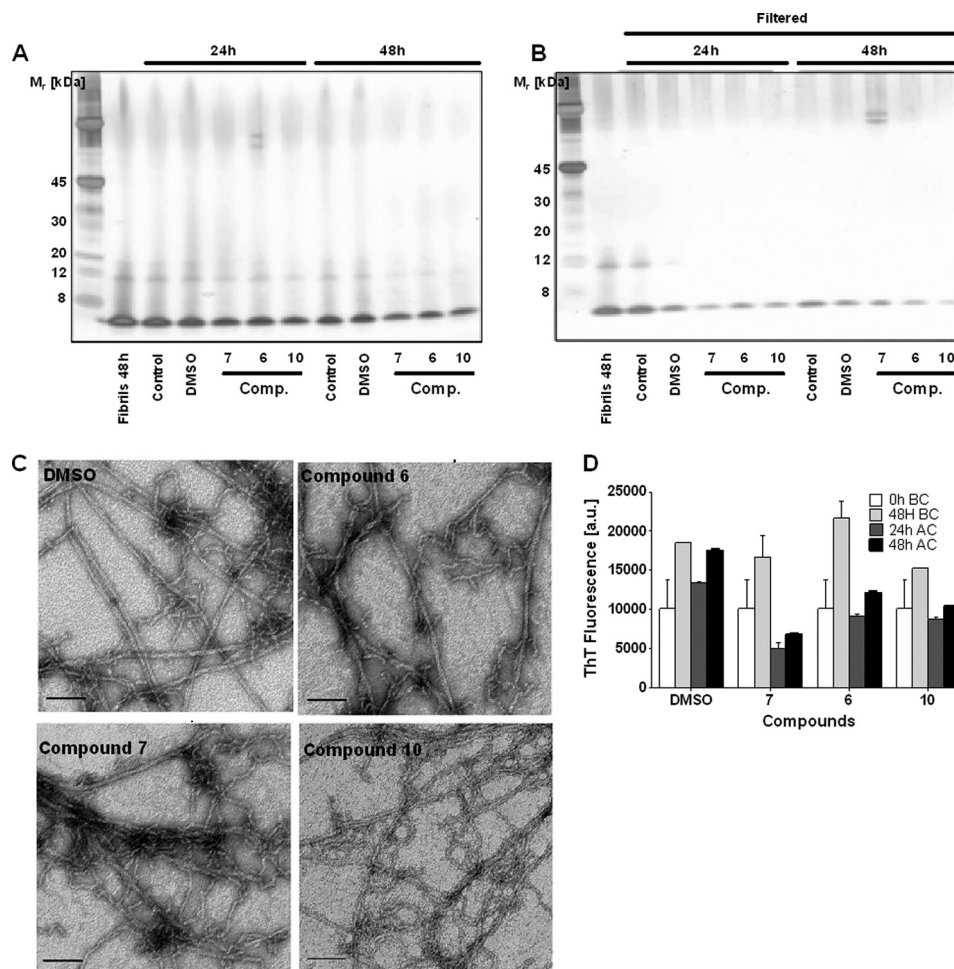 Filtered
A
24h
48h
B
24h
48h
Mr [kDa]
45
30
20
12
8
Mr [kDa]
45
30
20
12
8
Fibrils 48h
Control
DMSO
7
6
10
Control
DMSO
7
6
10
Comp.
Comp.
Fibrils 48h
Control
DMSO
7
6
10
Control
DMSO
7
6
10
Comp.
Comp.
C
DMSO
Compound 6
Compound 7
Compound 10
D
25000
20000
15000
10000
5000
0
ThT Fluorescence [a.u.]
0h BC
48H BC
24h AC
48h AC
DMSO
7
6
10
Compounds